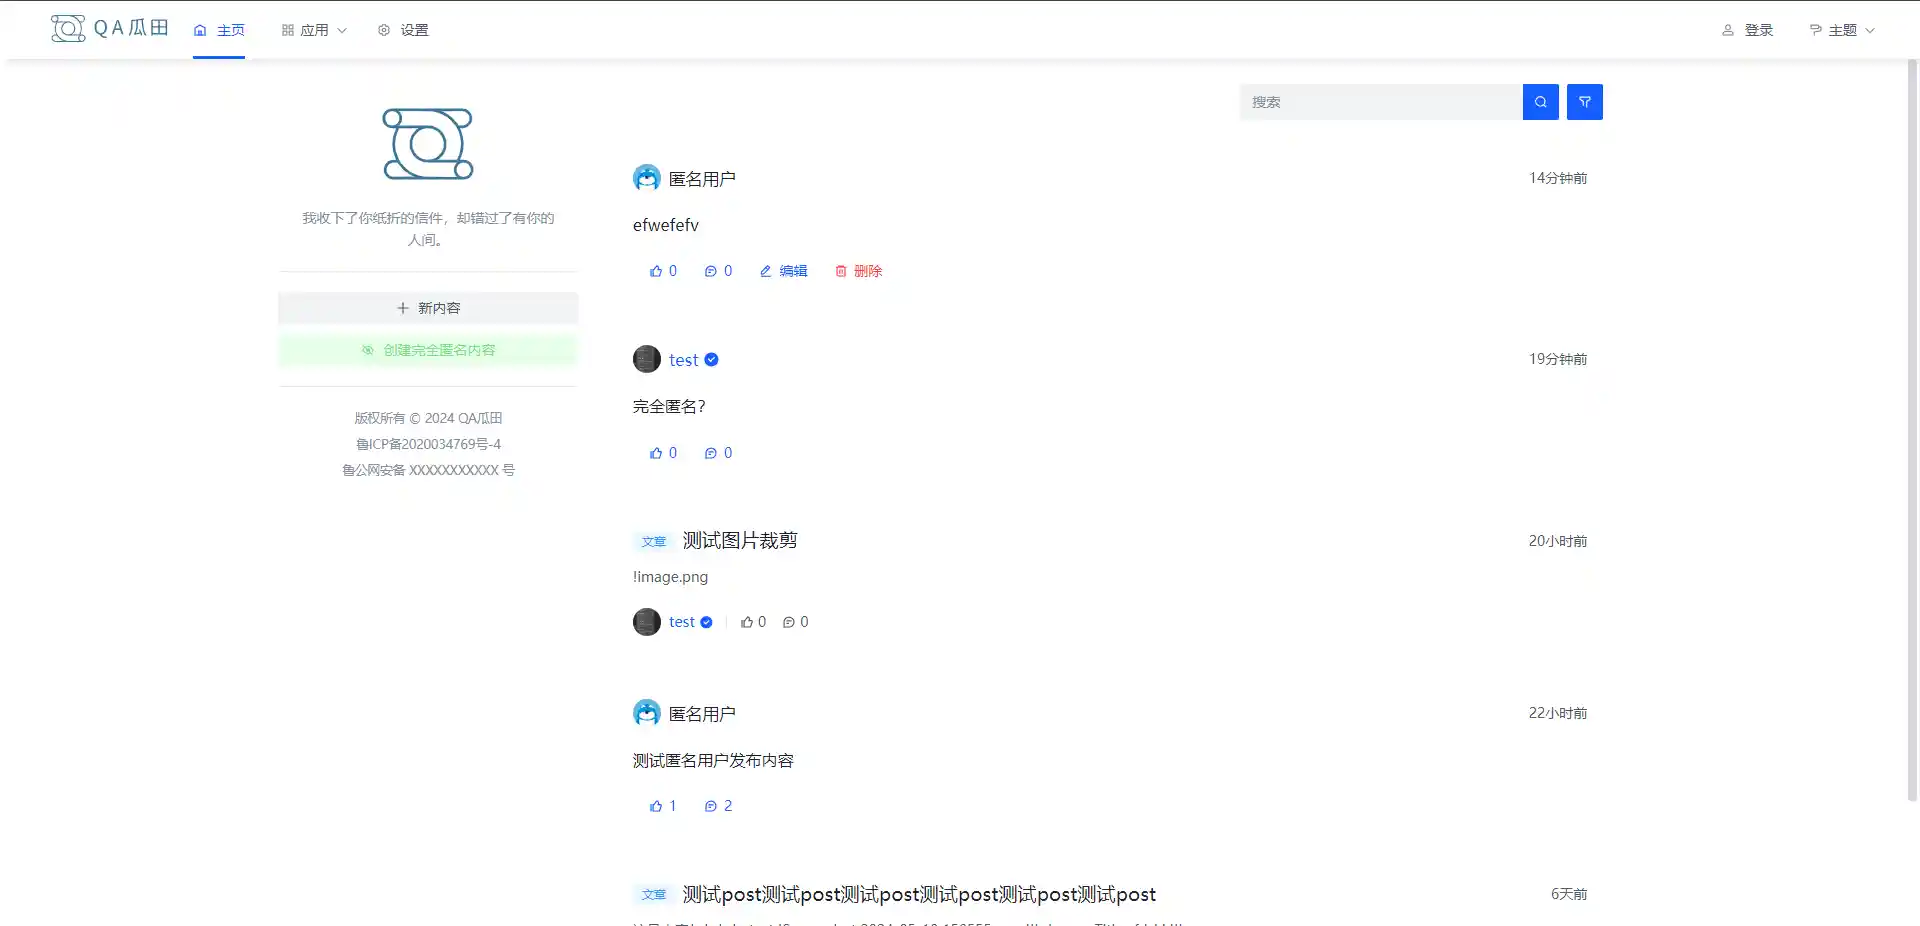 QA瓜田
主页
应用
设置
登录
主题
搜索
我收下了你纸折的信件，却错过了有你的
人间。
新内容
创建完全匿名内容
版权所有 © 2024 QA瓜田
鲁ICP备2020034769号-4
鲁公网安备 XXXXXXXXXXX 号
匿名用户
14分钟前
efwefefv
0 0 编辑 删除
test
19分钟前
完全匿名?
0 0
文章 测试图片裁剪
20小时前
!image.png
test 0 0
匿名用户
22小时前
测试匿名用户发布内容
1 2
文章 测试post测试post测试post测试post测试post测试post
6天前